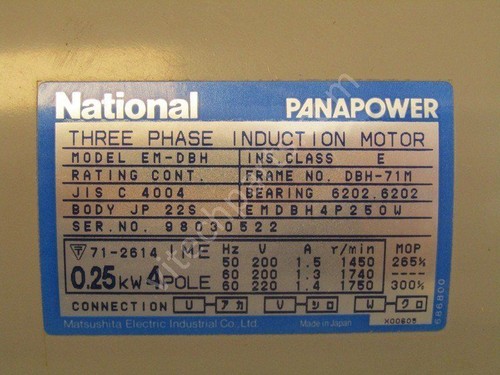 National PANAPOWER
THREE PHASE INDUCTION MOTOR
MODEL EM-DBH INS.CLASS E
RATING CONT. FRAME NO. DBH-71M
JIS C 4004 BEARING 6202.6202
BODY JP 22S EMDBH4P250W
SER.NO. 98030522
71-2614 JME Hz V A r/min MOP
50 200 1.5 1450 265%
0.25kW 4POLE 60 200 1.3 1740
60 220 1.4 1750 300%
CONNECTION U-アカ V-シロ W-クロ
Matsushita Electric Industrial Co.,Ltd. Made in Japan X00605
686800